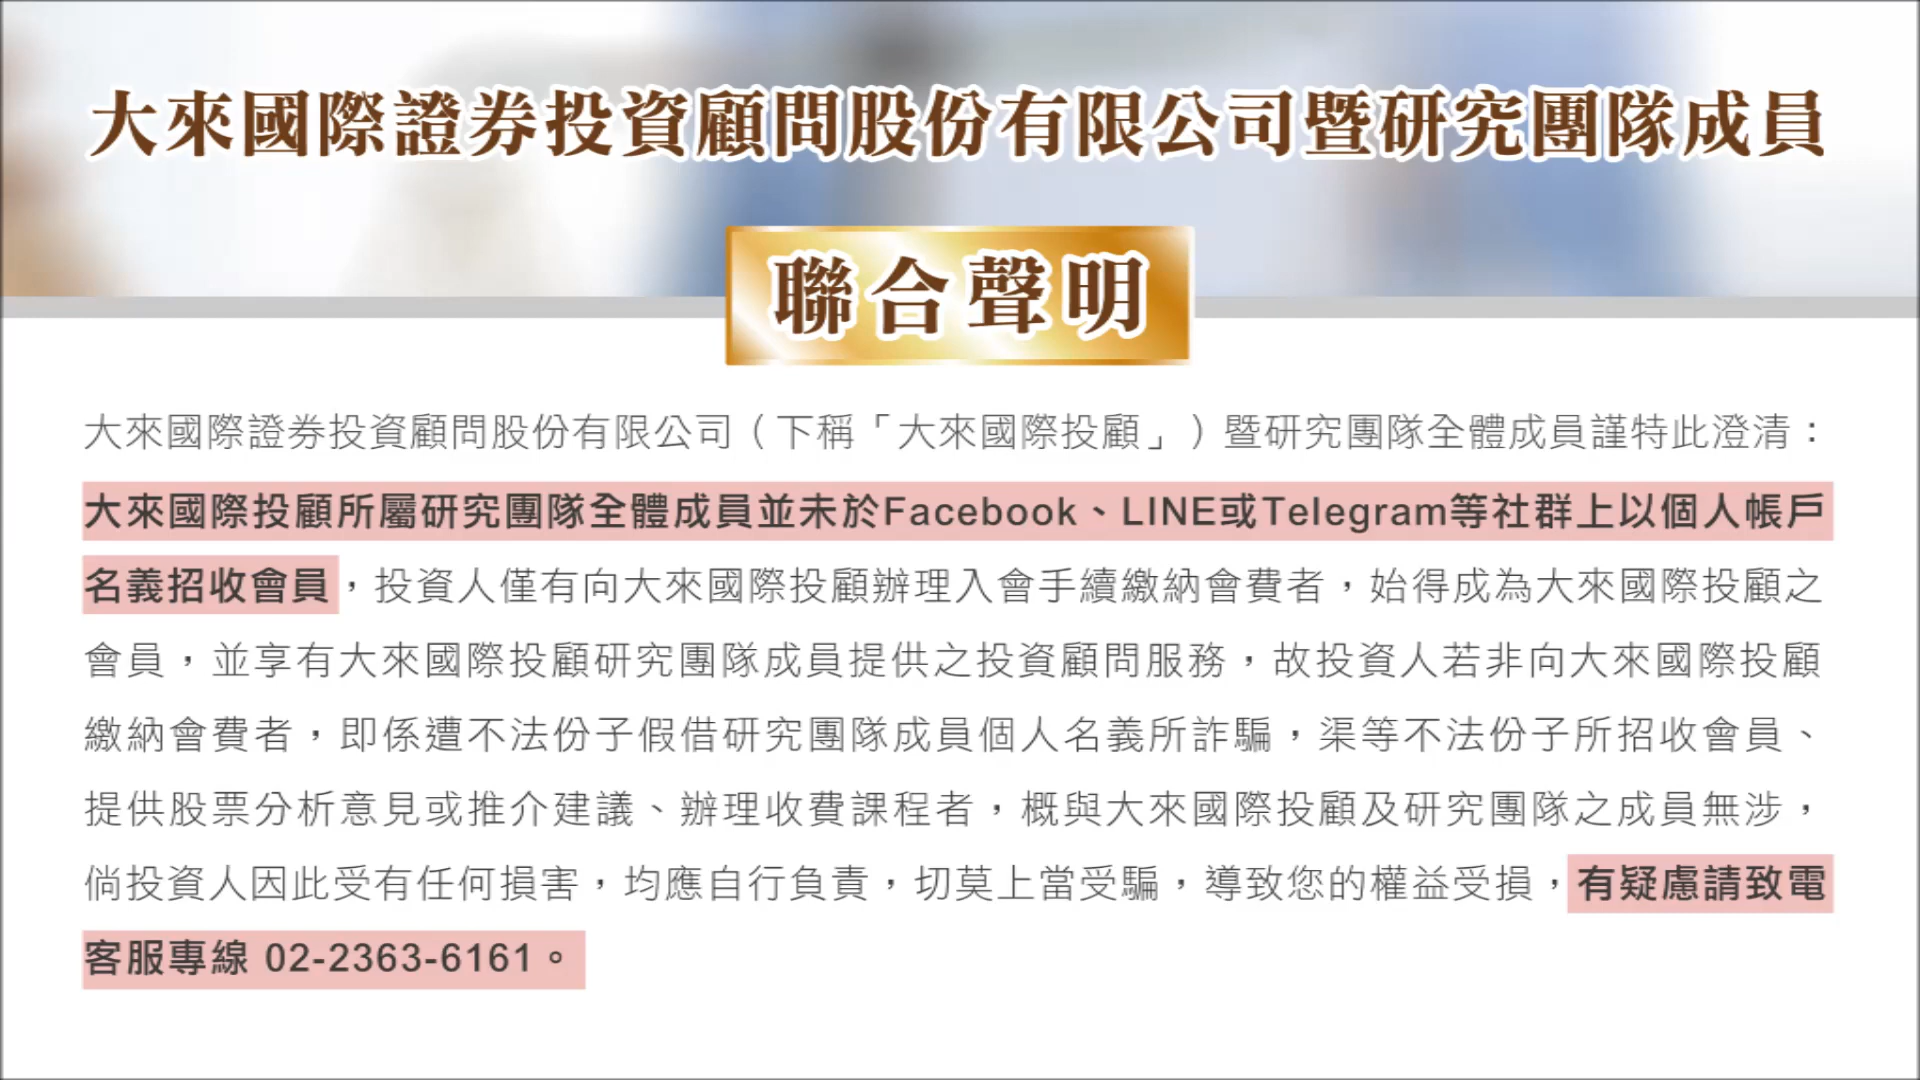 大來國際證券投資顧問股份有限公司暨研究團隊成員
聯合聲明
大來國際證券投資顧問股份有限公司（下稱「大來國際投顧」）暨研究團隊全體成員謹特此澄清：
大來國際投顧所屬研究團隊全體成員並未於Facebook、LINE或Telegram等社群上以個人帳戶
名義招收會員，投資人僅有向大來國際投顧辦理入會手續繳納會費者，始得成為大來國際投顧之
會員，並享有大來國際投顧研究團隊成員提供之投資顧問服務，故投資人若非向大來國際投顧
繳納會費者，即係遭不法份子假借研究團隊成員個人名義所詐騙，渠等不法份子所招收會員、
提供股票分析意見或推介建議、辦理收費課程者，概與大來國際投顧及研究團隊之成員無涉，
倘投資人因此受有任何損害，均應自行負責，切莫上當受騙，導致您的權益受損，有疑慮請致電
客服專線 02-2363-6161。